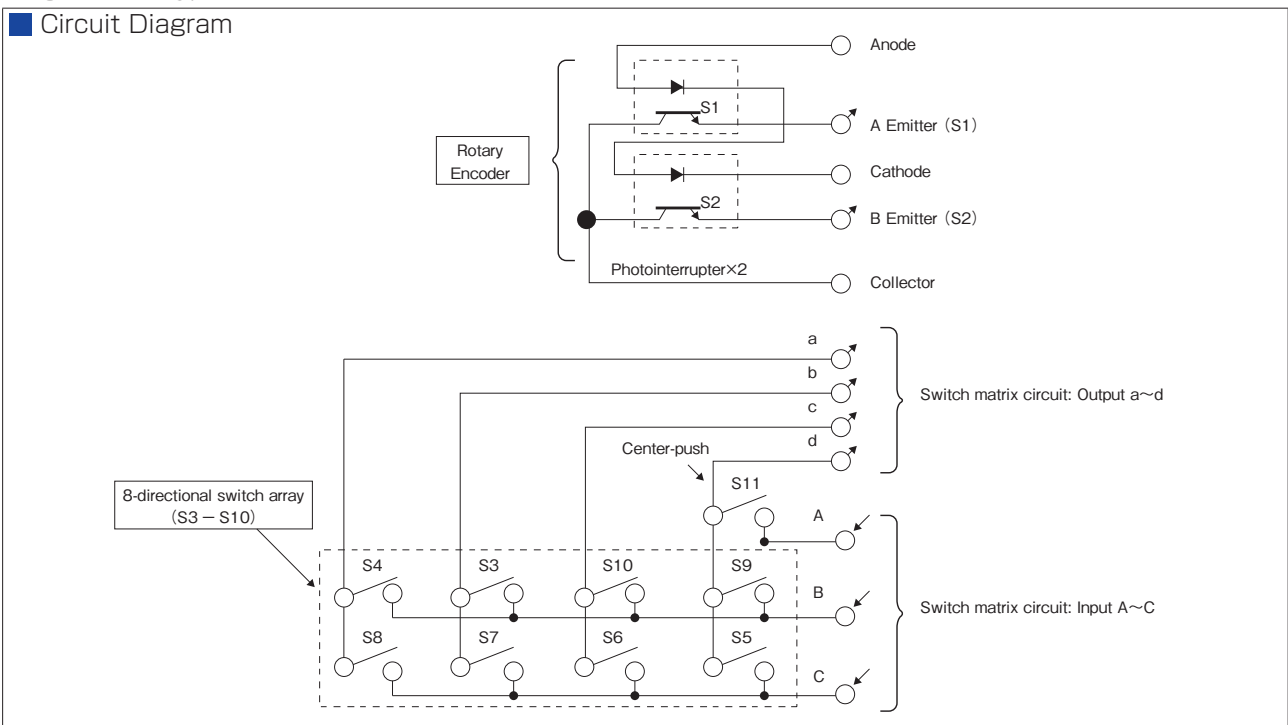 Circuit Diagram
Anode
S1
A Emitter (S1)
Rotary
Encoder
Cathode
S2
B Emitter (S2)
Photointerrupter×2
Collector
a
b
Switch matrix circuit: Output a～d
c
d
Center-push
S11
8-directional switch array
(S3 － S10)
A
S4 S3 S10 S9
B
Switch matrix circuit: Input A～C
S8 S7 S6 S5
C